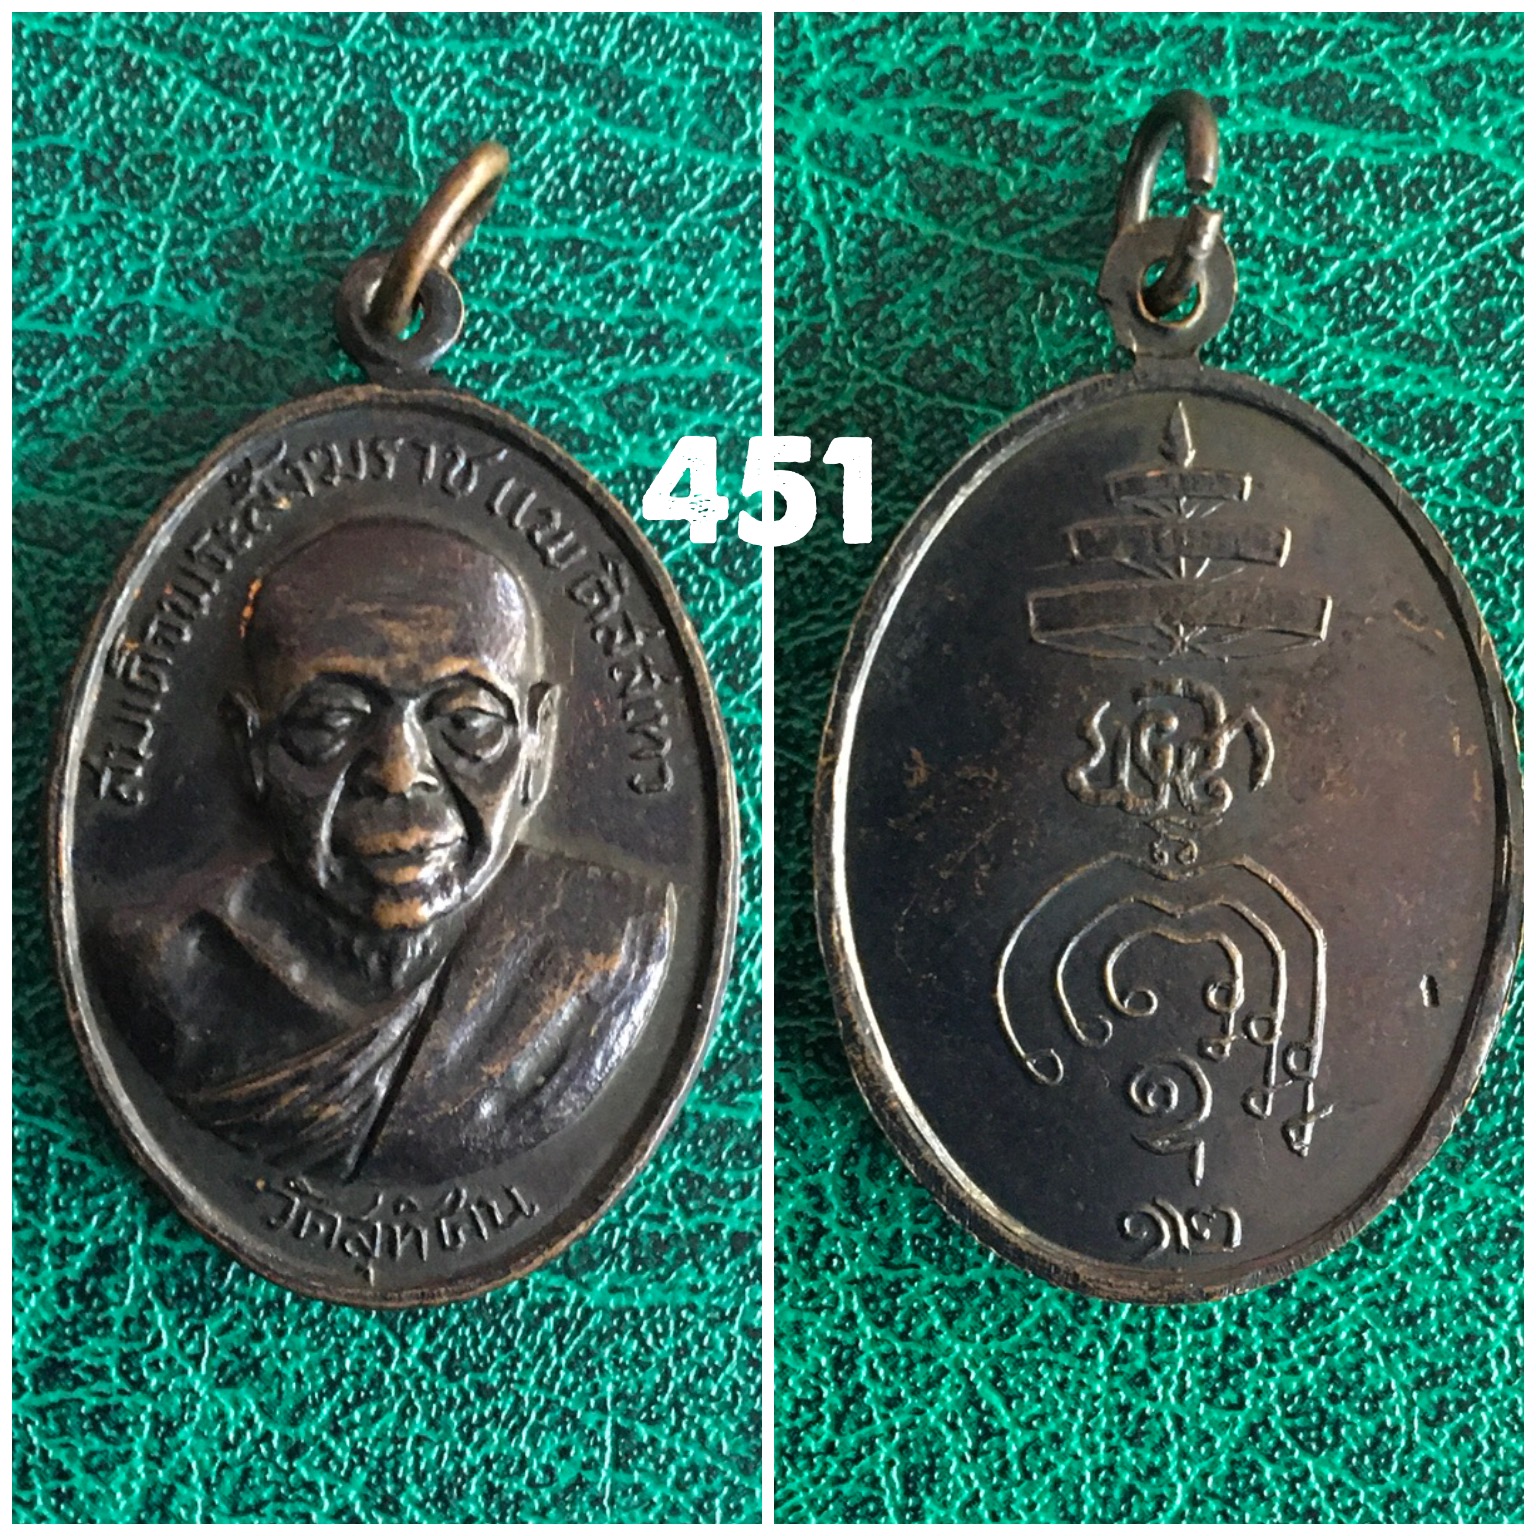 สมเด็จพระสังฆราช แพ ติสสเทว
451
วัดสุทัศน
๑๒